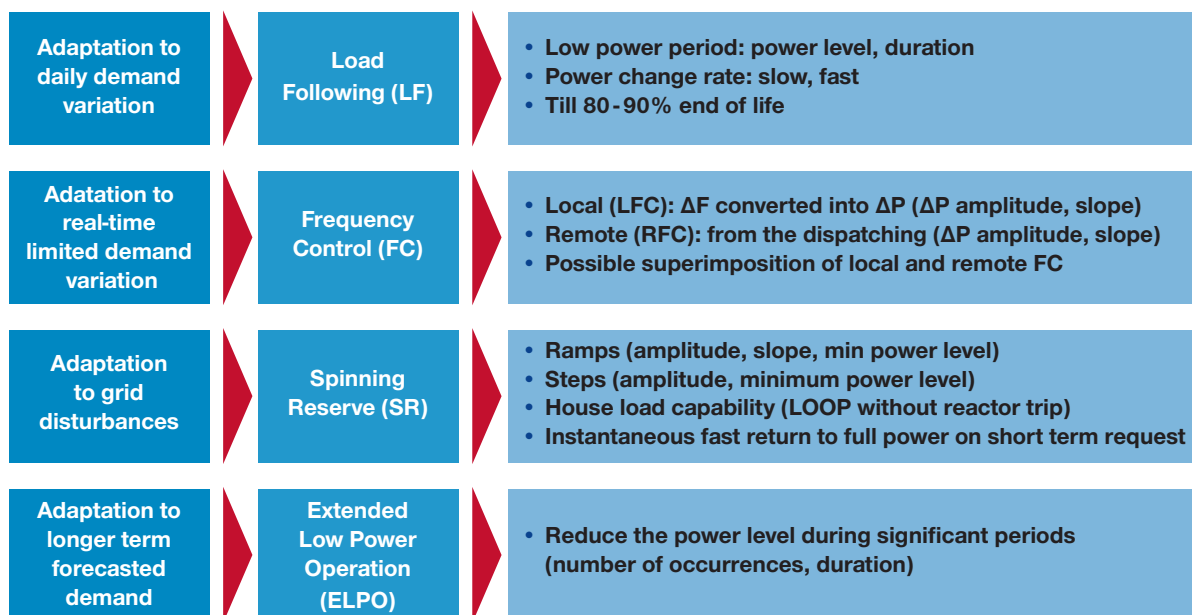 Adaptation to
daily demand
variation
Load
Following (LF)
• Low power period: power level, duration
• Power change rate: slow, fast
• Till 80-90% end of life
Adatation to
real-time
limited demand
variation
Frequency
Control (FC)
• Local (LFC): ΔF converted into ΔP (ΔP amplitude, slope)
• Remote (RFC): from the dispatching (ΔP amplitude, slope)
• Possible superimposition of local and remote FC
Adaptation
to grid
disturbances
Spinning
Reserve (SR)
• Ramps (amplitude, slope, min power level)
• Steps (amplitude, minimum power level)
• House load capability (LOOP without reactor trip)
• Instantaneous fast return to full power on short term request
Adaptation to
longer term
forecasted
demand
Extended
Low Power
Operation
(ELPO)
• Reduce the power level during significant periods
(number of occurrences, duration)